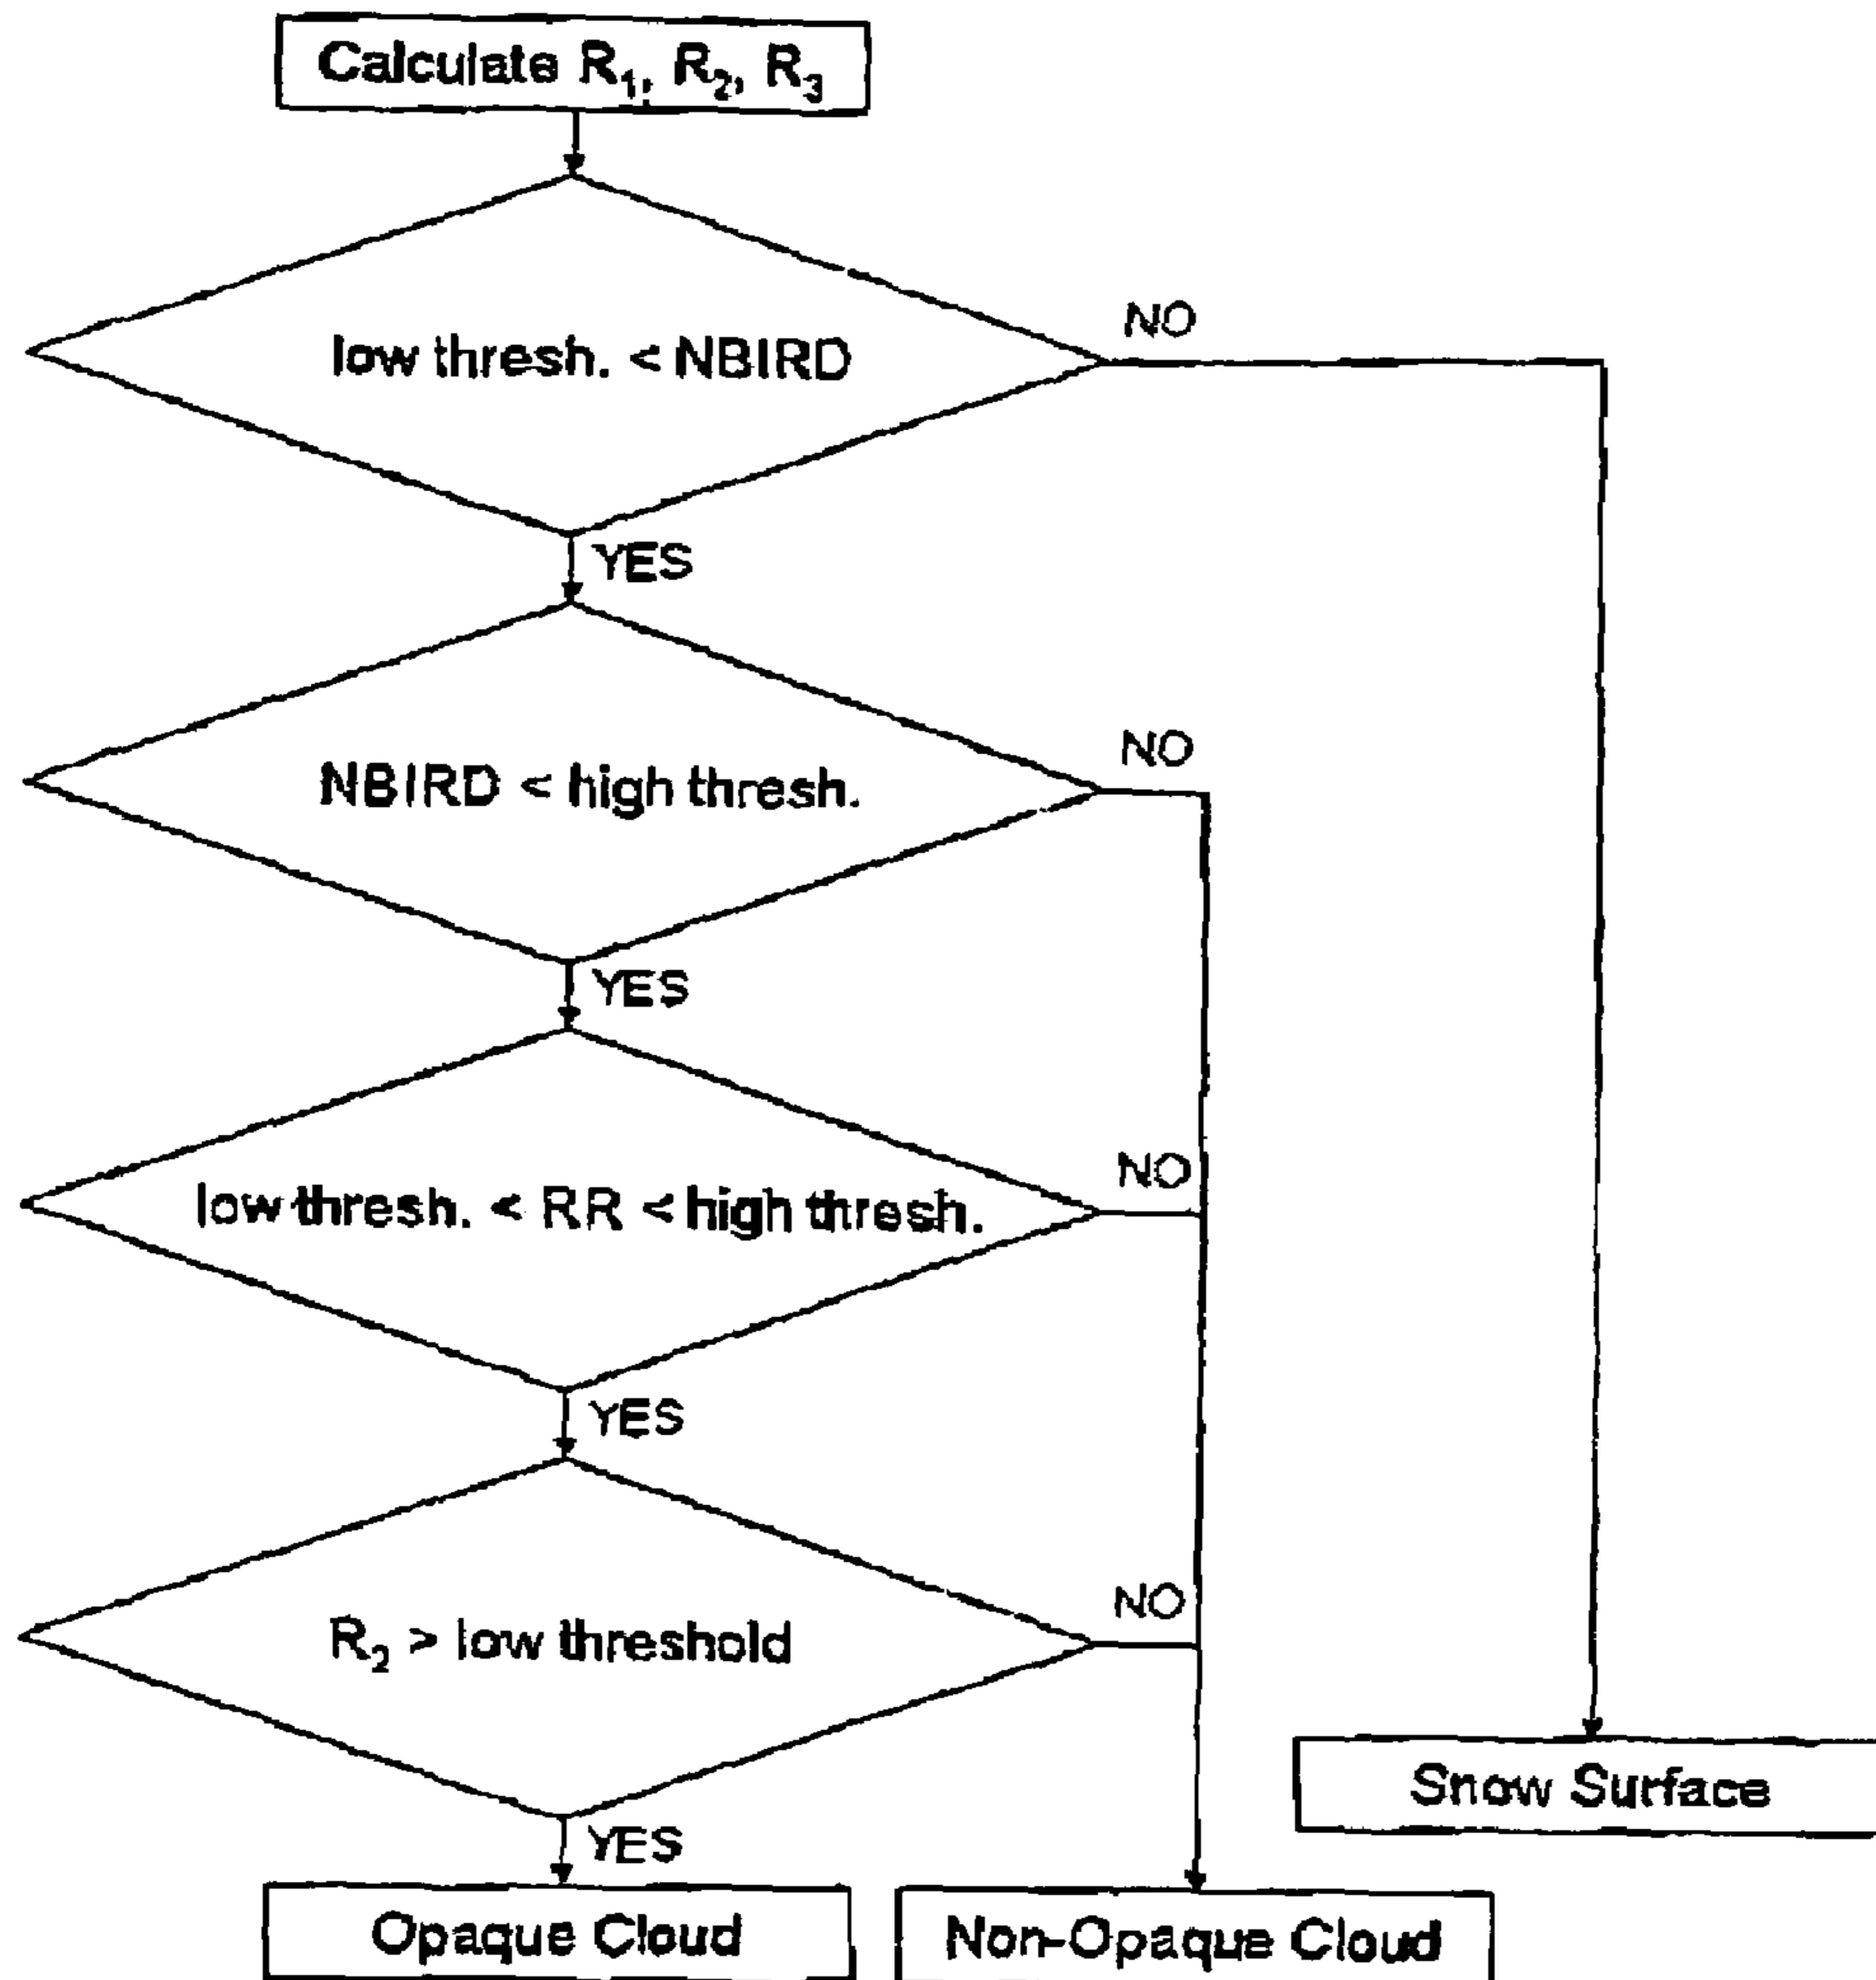 Calculate R₁, R₂, R₃
low thresh. < NBIRD
NO
YES
NBIRD < high thresh.
NO
YES
low thresh. < RR < high thresh.
NO
YES
R₂ > low threshold
NO
YES
Snow Surface
Opaque Cloud
Non-Opaque Cloud